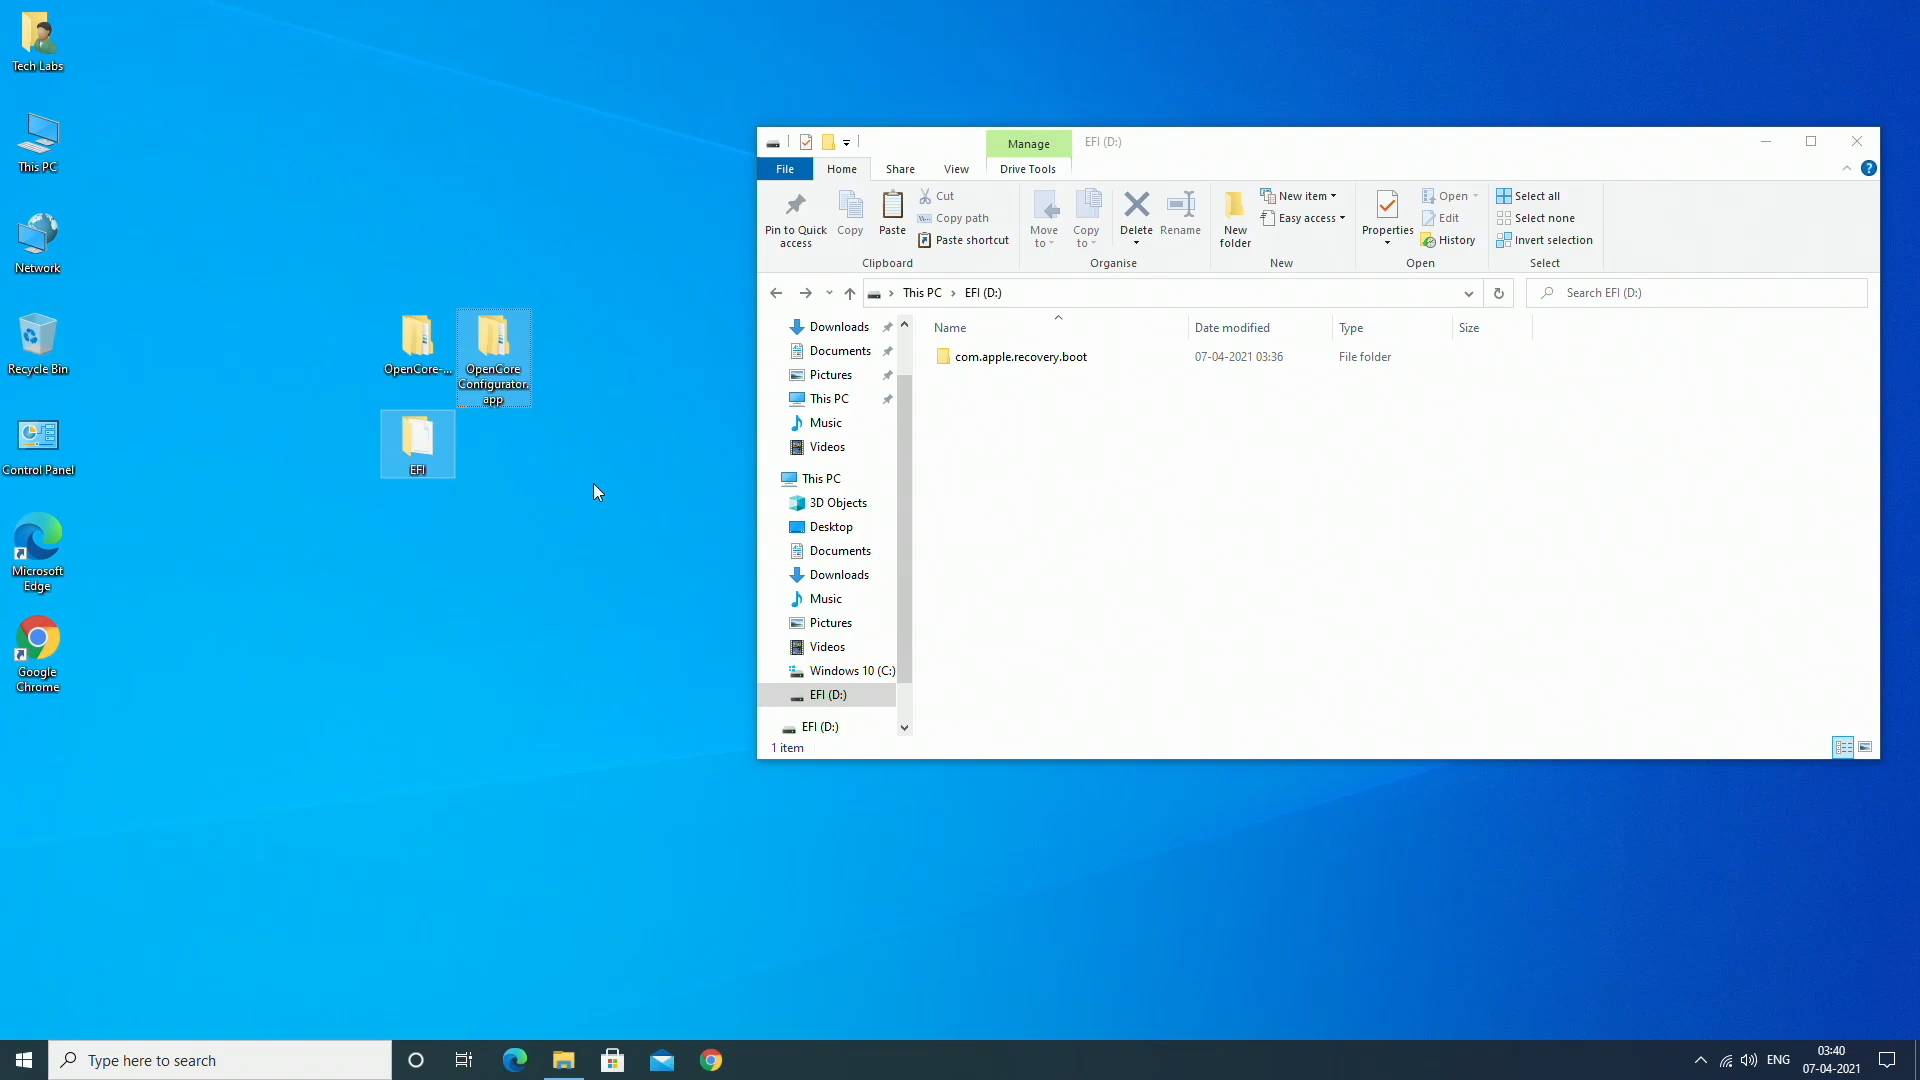 Tech Labs
This PC
Network
Recycle Bin
Control Panel
Microsoft
Edge
Google
Chrome
OpenCore-...
OpenCore
Configurator.
app
EFI
Manage
EFI (D:)
File
Home
Share
View
Drive Tools
Pin to Quick
access
Copy
Paste
Cut
Copy path
Paste shortcut
Clipboard
Move
to
Copy
to
Delete
Rename
Organise
New
folder
New item
Easy access
New
Properties
Open
Edit
History
Open
Select all
Select none
Invert selection
Select
This PC
EFI (D:)
Search EFI (D:)
Downloads
Documents
Pictures
This PC
Music
Videos
This PC
3D Objects
Desktop
Documents
Downloads
Music
Pictures
Videos
Windows 10 (C:)
EFI (D:)
EFI (D:)
Name
Date modified
Type
Size
com.apple.recovery.boot
07-04-2021 03:36
File folder
1 item
Type here to search
ENG
03:40
07-04-2021